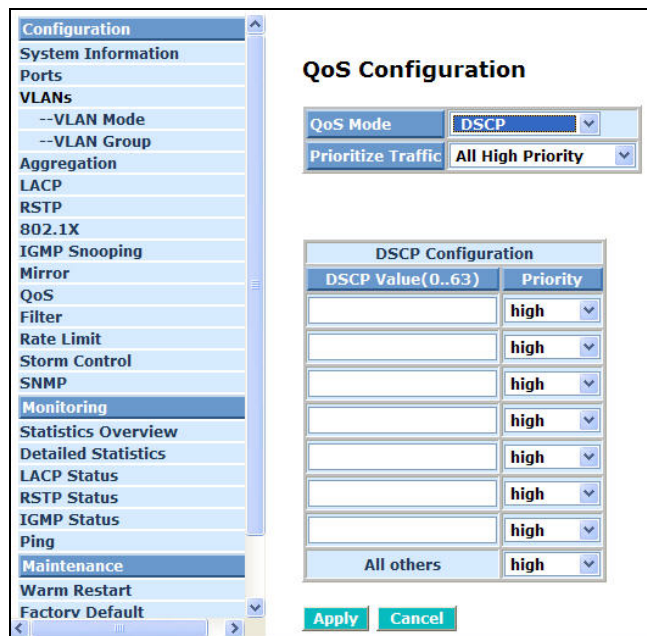 Configuration
System Information
Ports
VLANs
--VLAN Mode
--VLAN Group
Aggregation
LACP
RSTP
802.1X
IGMP Snooping
Mirror
QoS
Filter
Rate Limit
Storm Control
SNMP
Monitoring
Statistics Overview
Detailed Statistics
LACP Status
RSTP Status
IGMP Status
Ping
Maintenance
Warm Restart
Factory Default
QoS Configuration
QoS Mode DSCP
Prioritize Traffic All High Priority
DSCP Configuration
DSCP Value(0..63) Priority
high
high
high
high
high
high
high
All others high
Apply Cancel